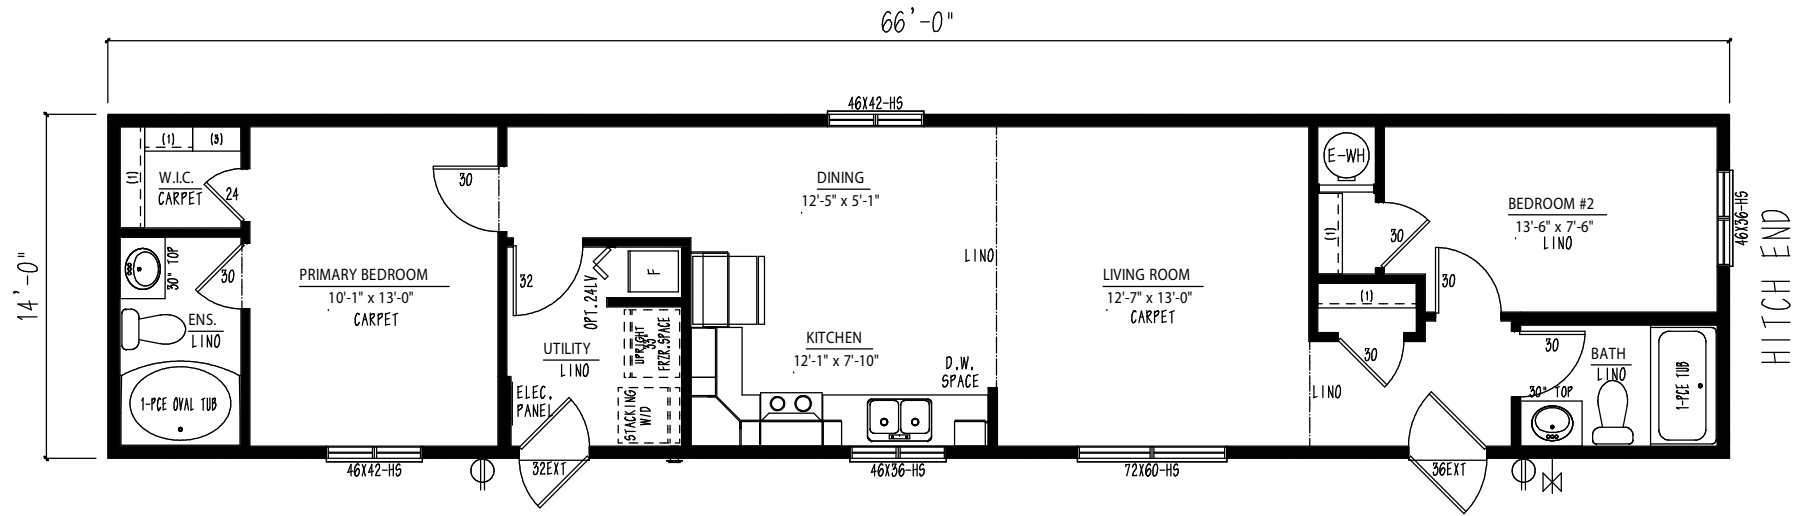 66'-0"
14'-0"
46X42-HS
(1)
(3)
(1)
W.I.C.
CARPET
24
30
30" TOP
ENS.
LINO
1-PCE OVAL TUB
PRIMARY BEDROOM
10'-1" x 13'-0"
CARPET
30
46X42-HS
32
OPT.24LV
F
UTILITY
LINO
UPRIGHT
33"
FRZR.SPACE
ELEC.
PANEL
STACKING
W/D
32EXT
DINING
12'-5" x 5'-1"
LINO
KITCHEN
12'-1" x 7'-10"
D.W.
SPACE
46X36-HS
LIVING ROOM
12'-7" x 13'-0"
CARPET
72X60-HS
E-WH
(1)
30
(1)
30
LINO
36EXT
BEDROOM #2
13'-6" x 7'-6"
LINO
30
30
BATH
LINO
30" TOP
1-PCE TUB
46X36-HS
HITCH END